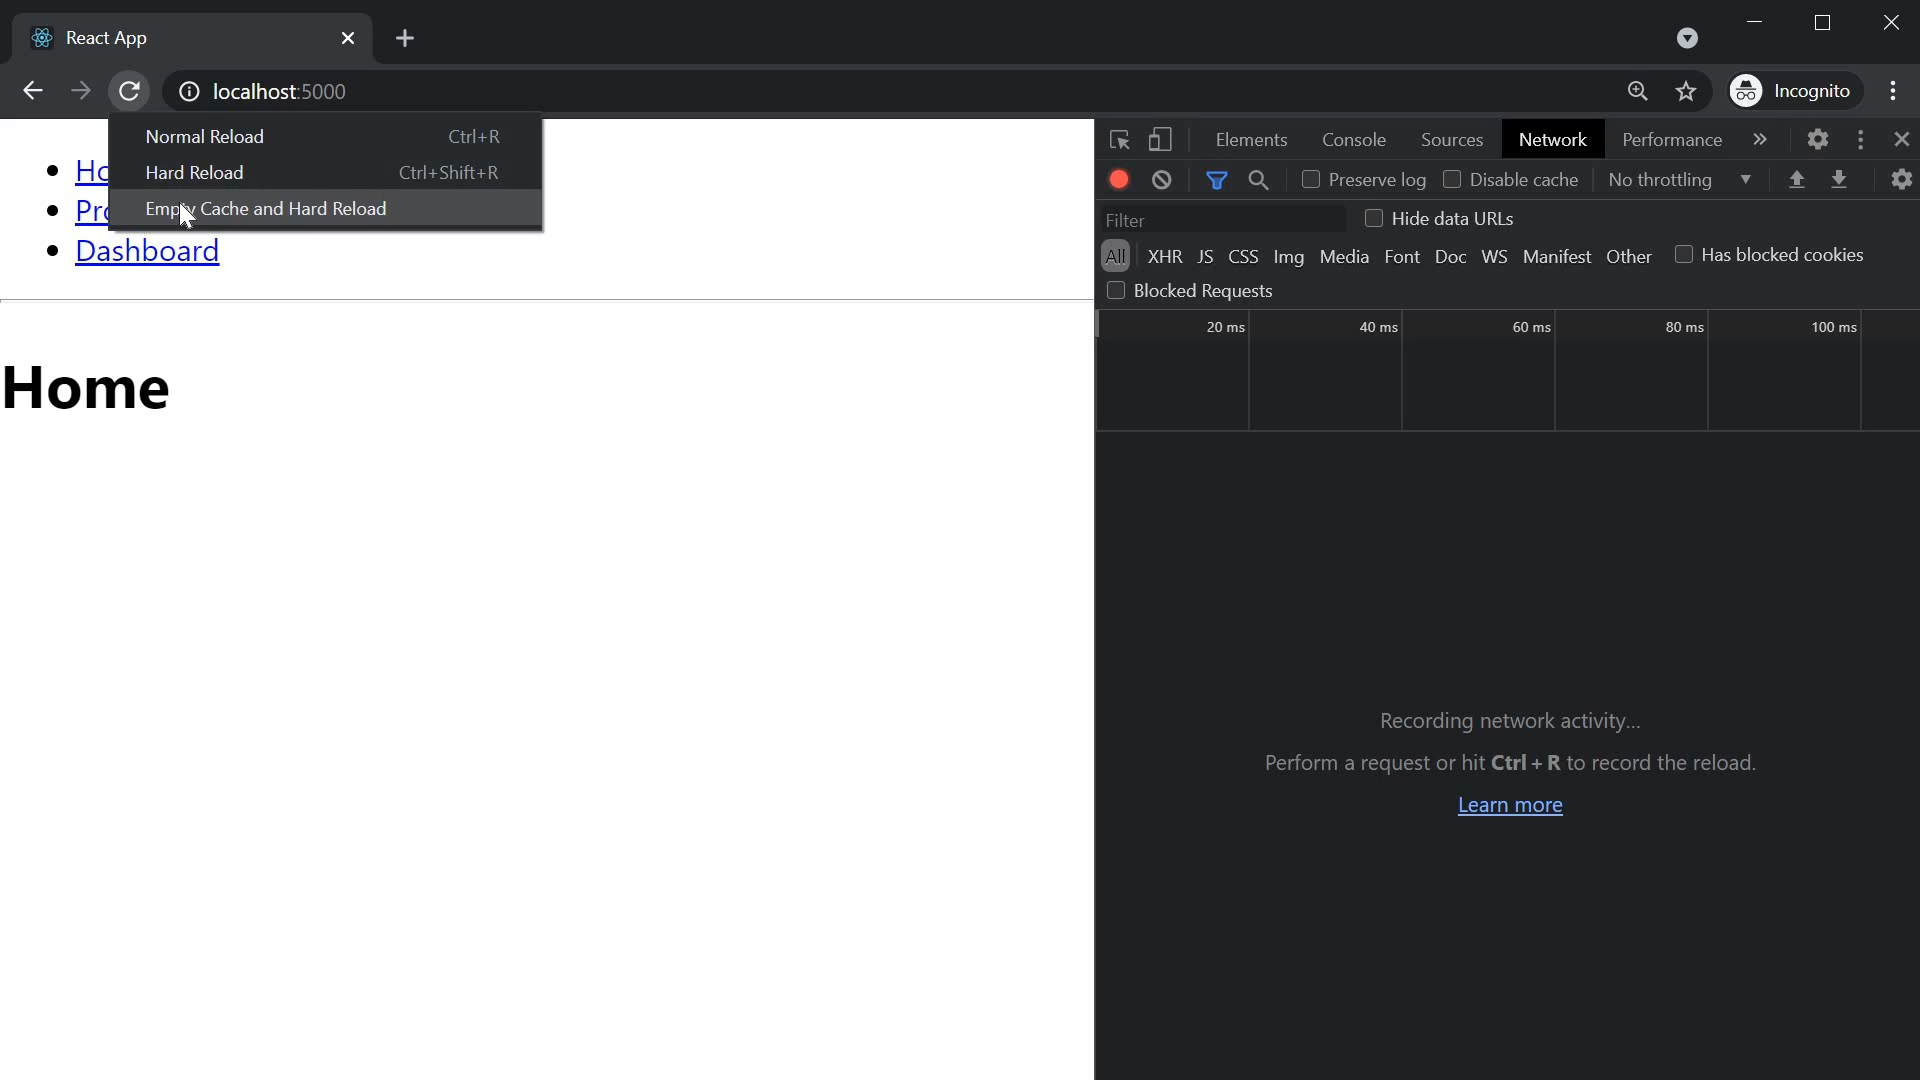 React App
localhost:5000
Incognito
Normal Reload Ctrl+R
Hard Reload Ctrl+Shift+R
Empty Cache and Hard Reload
Dashboard
Home
Elements Console Sources Network Performance
Preserve log Disable cache No throttling
Filter Hide data URLs
All XHR JS CSS Img Media Font Doc WS Manifest Other Has blocked cookies
Blocked Requests
20 ms 40 ms 60 ms 80 ms 100 ms
Recording network activity...
Perform a request or hit Ctrl + R to record the reload.
Learn more